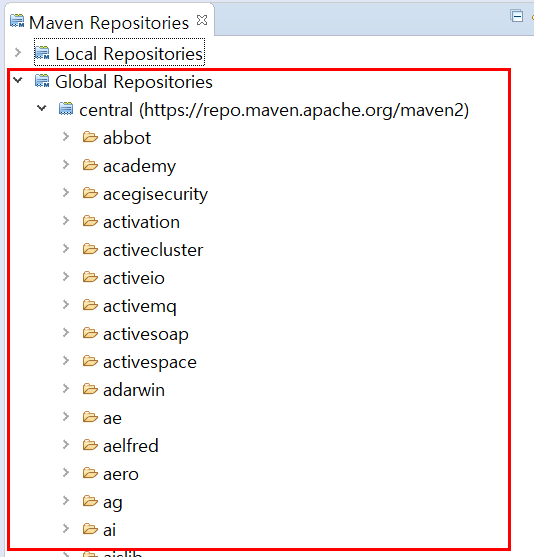 Maven Repositories
Local Repositories
Global Repositories
central (https://repo.maven.apache.org/maven2)
abbot
academy
acegisecurity
activation
activecluster
activeio
activemq
activesoap
activespace
adarwin
ae
aelfred
aero
ag
ai